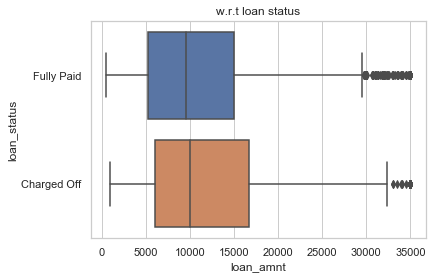 w.r.t loan status
loan_status
Fully Paid
Charged Off
0 5000 10000 15000 20000 25000 30000 35000
loan_amnt